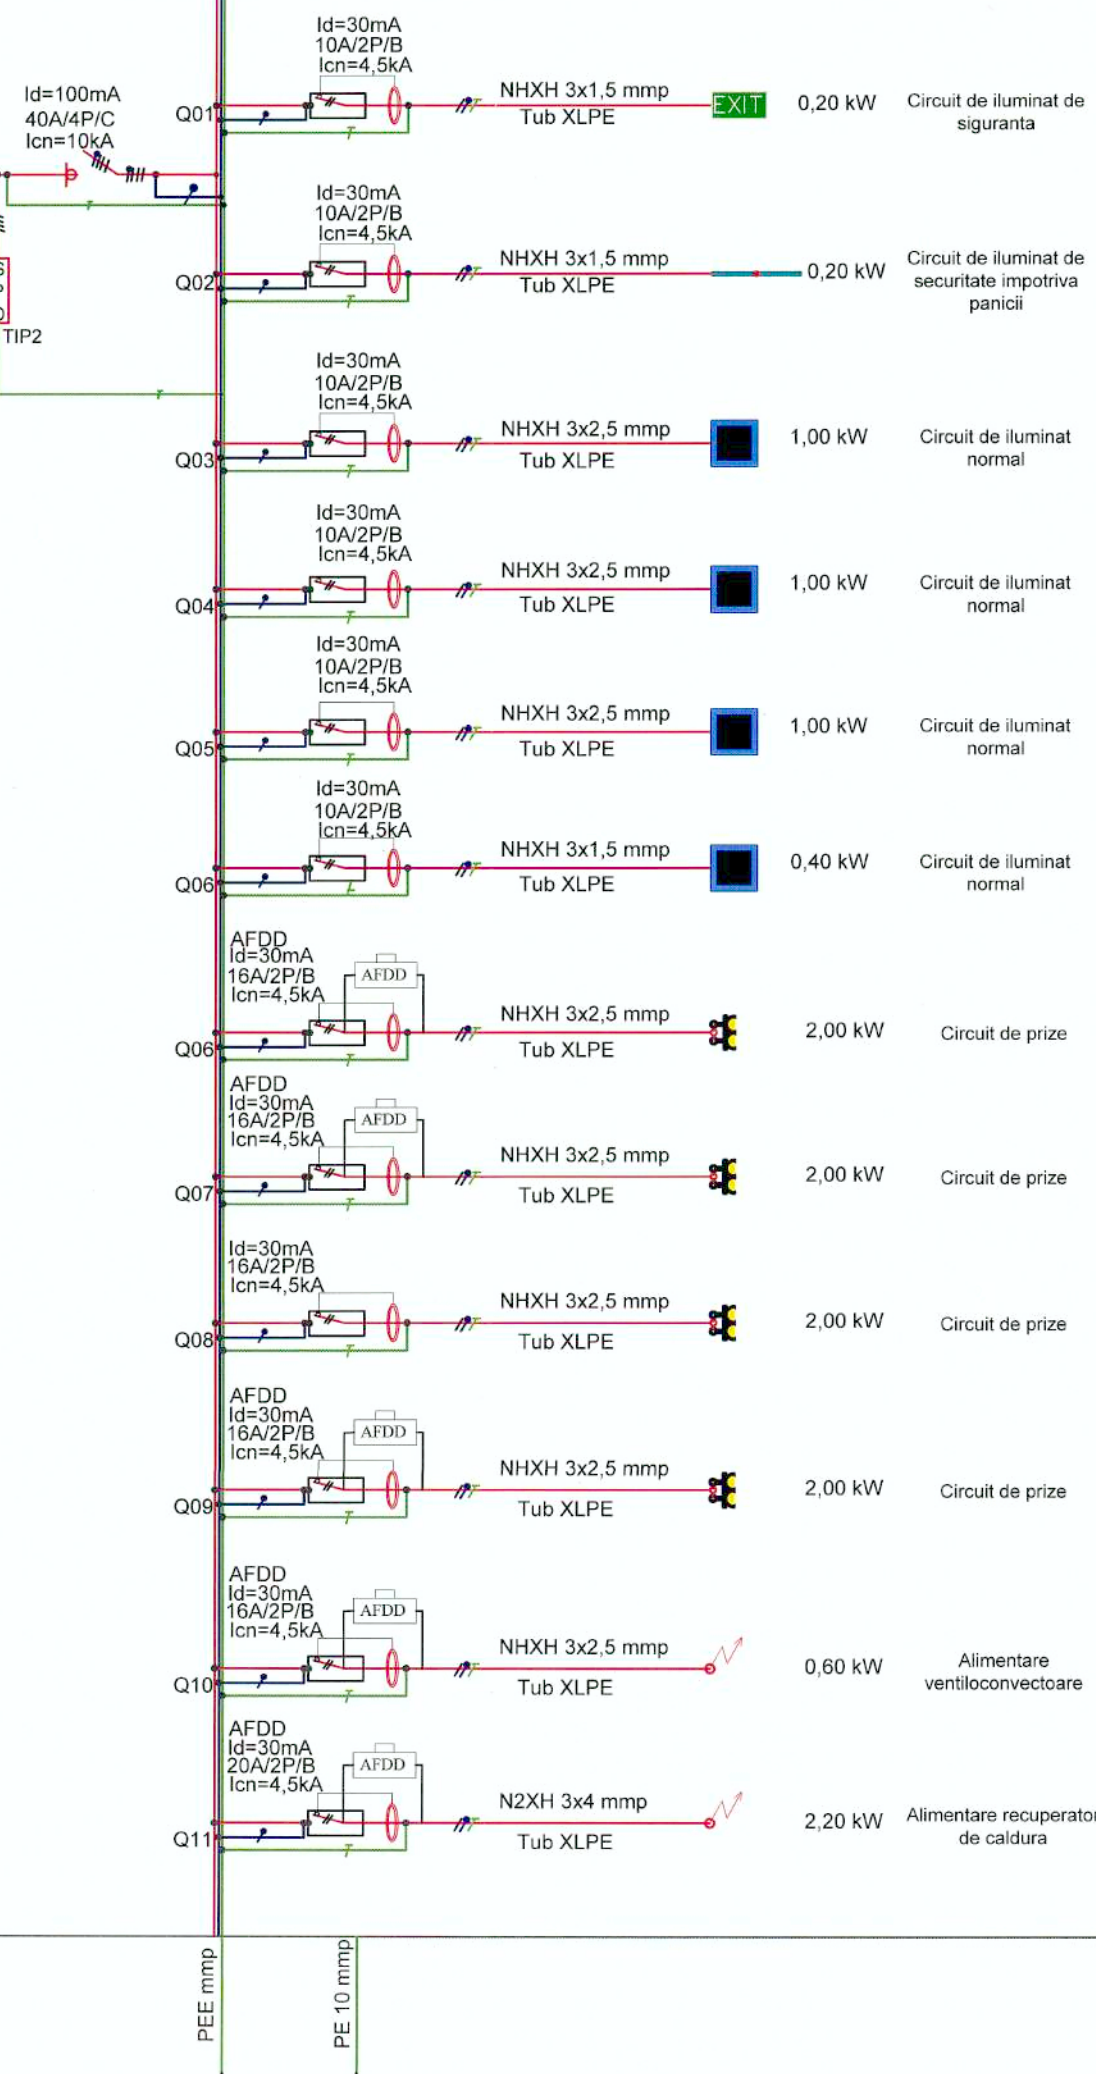 Id=100mA
40A/4P/C
Icn=10kA
TIP2
Id=30mA
10A/2P/B
Icn=4,5kA
Q01
NHXH 3x1,5 mmp
Tub XLPE
EXIT
0,20 kW
Circuit de iluminat de
siguranta
Id=30mA
10A/2P/B
Icn=4,5kA
Q02
NHXH 3x1,5 mmp
Tub XLPE
0,20 kW
Circuit de iluminat de
securitate impotriva
panicii
Id=30mA
10A/2P/B
Icn=4,5kA
Q03
NHXH 3x2,5 mmp
Tub XLPE
1,00 kW
Circuit de iluminat
normal
Id=30mA
10A/2P/B
Icn=4,5kA
Q04
NHXH 3x2,5 mmp
Tub XLPE
1,00 kW
Circuit de iluminat
normal
Id=30mA
10A/2P/B
Icn=4,5kA
Q05
NHXH 3x2,5 mmp
Tub XLPE
1,00 kW
Circuit de iluminat
normal
Id=30mA
10A/2P/B
Icn=4,5kA
Q06
NHXH 3x1,5 mmp
Tub XLPE
0,40 kW
Circuit de iluminat
normal
AFDD
Id=30mA
16A/2P/B
Icn=4,5kA
AFDD
Q06
NHXH 3x2,5 mmp
Tub XLPE
2,00 kW
Circuit de prize
AFDD
Id=30mA
16A/2P/B
Icn=4,5kA
AFDD
Q07
NHXH 3x2,5 mmp
Tub XLPE
2,00 kW
Circuit de prize
Id=30mA
16A/2P/B
Icn=4,5kA
Q08
NHXH 3x2,5 mmp
Tub XLPE
2,00 kW
Circuit de prize
AFDD
Id=30mA
16A/2P/B
Icn=4,5kA
AFDD
Q09
NHXH 3x2,5 mmp
Tub XLPE
2,00 kW
Circuit de prize
AFDD
Id=30mA
16A/2P/B
Icn=4,5kA
AFDD
Q10
NHXH 3x2,5 mmp
Tub XLPE
0,60 kW
Alimentare
ventiloconvectoare
AFDD
Id=30mA
20A/2P/B
Icn=4,5kA
AFDD
Q11
N2XH 3x4 mmp
Tub XLPE
2,20 kW
Alimentare recuperator
de caldura
PEE mmp
PE 10 mmp